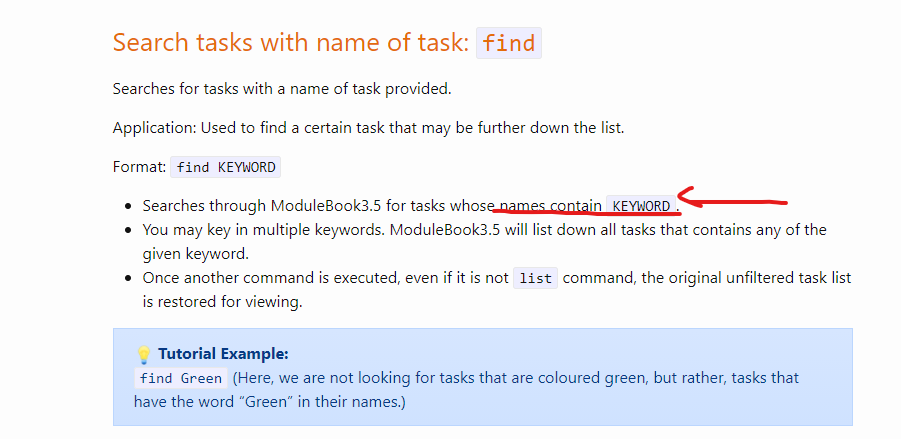 Search tasks with name of task: find
Searches for tasks with a name of task provided.
Application: Used to find a certain task that may be further down the list.
Format: find KEYWORD
• Searches through ModuleBook3.5 for tasks whose names contain KEYWORD.
• You may key in multiple keywords. ModuleBook3.5 will list down all tasks that contains any of the
given keyword.
• Once another command is executed, even if it is not list command, the original unfiltered task list
is restored for viewing.
💡 Tutorial Example:
find Green (Here, we are not looking for tasks that are coloured green, but rather, tasks that
have the word “Green” in their names.)